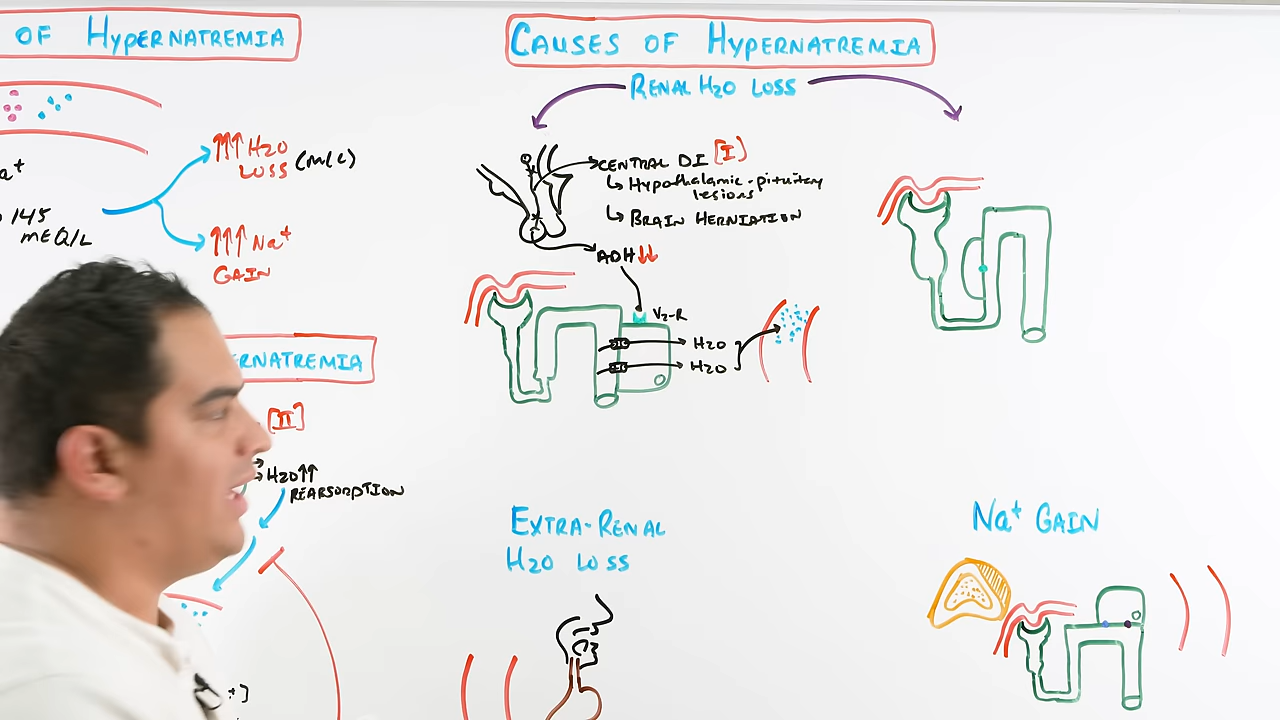 OF HYPERNATREMIA
a+
145
mEQ/L
↑↑↑ H2O
LOSS (M/C)
↑↑↑ Na+
GAIN
ERNATREMIA
[II]
H2O↑↑
REABSORPTION
+]
CAUSES OF HYPERNATREMIA
RENAL H2O LOSS
CENTRAL DI [I]
↳ Hypothalamic-pituitary
lesions
↳ BRAIN HERNIATION
ADH↓↓
V2-R
H2O
H2O
EXTRA-RENAL
H2O LOSS
Na+ GAIN